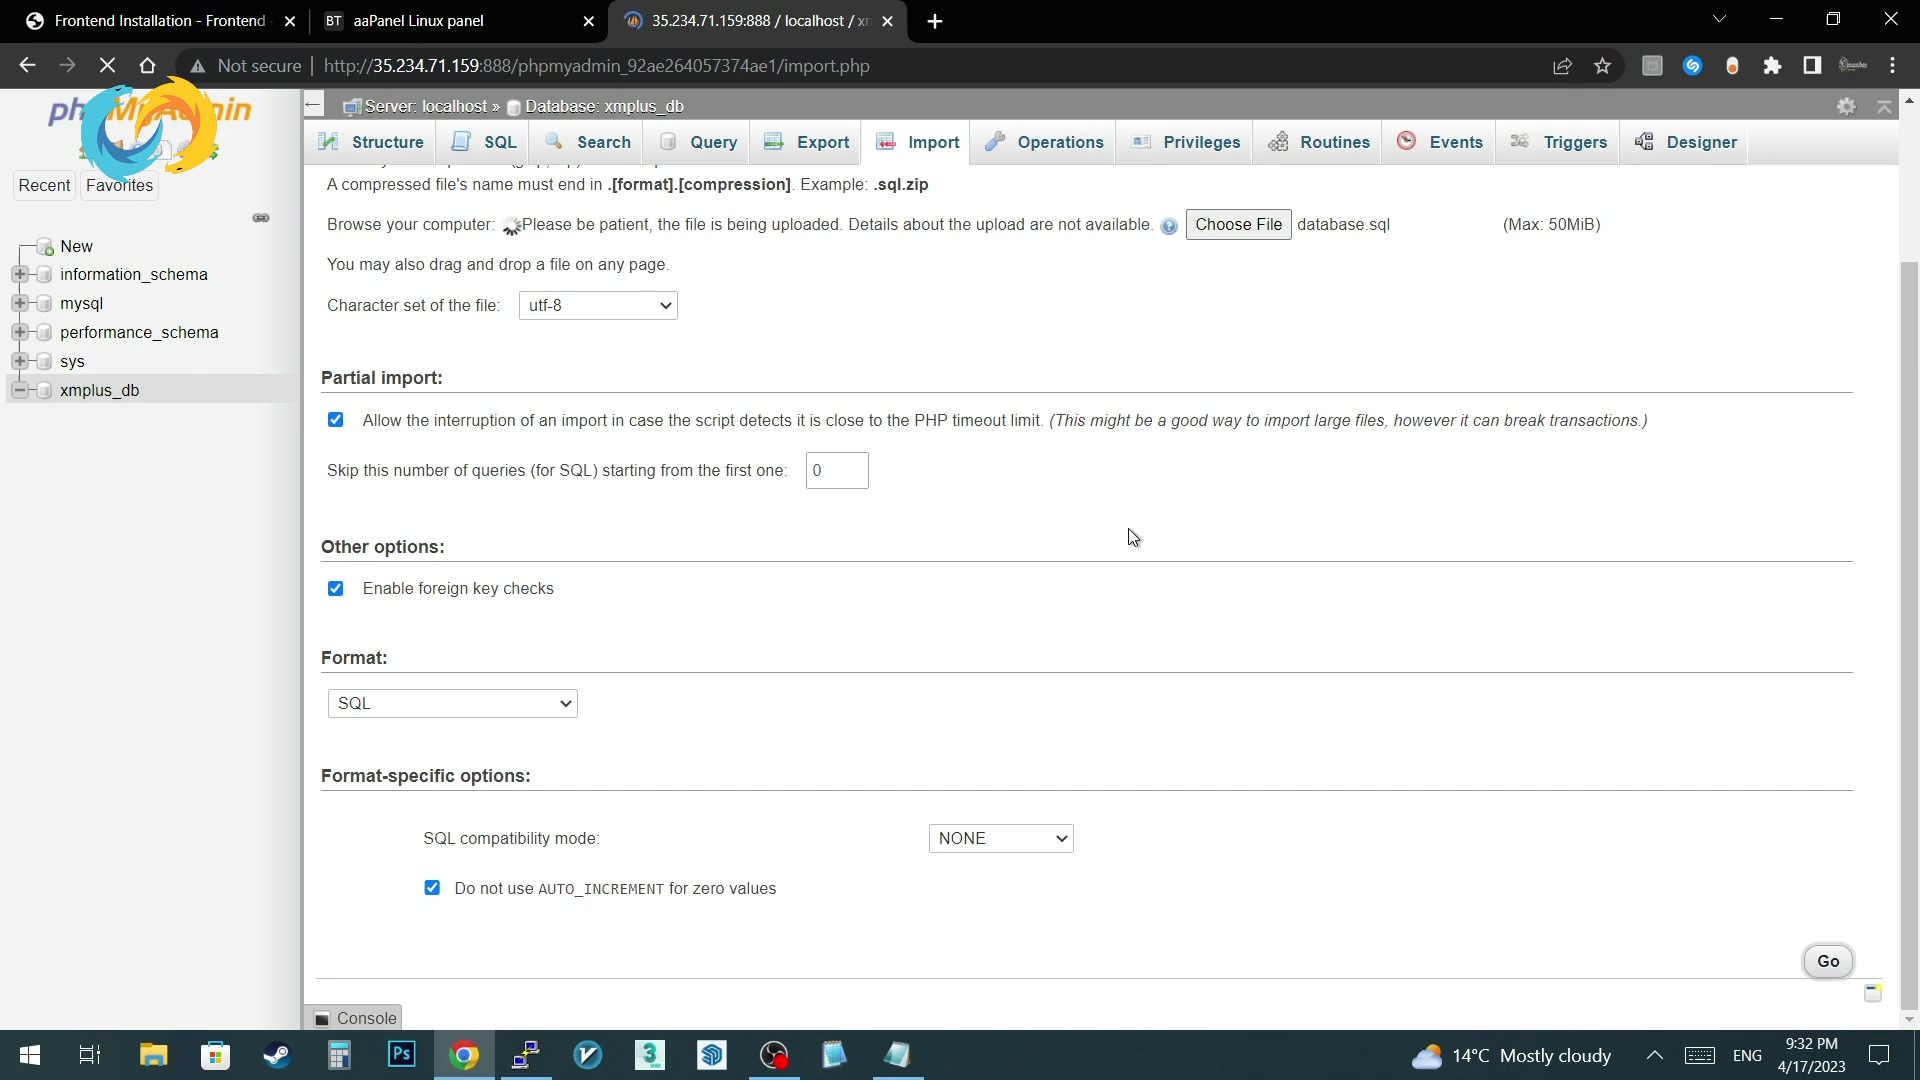 Frontend Installation - Frontend
BT aaPanel Linux panel
35.234.71.159:888 / localhost / xm
Not secure
http://35.234.71.159:888/phpmyadmin_92ae264057374ae1/import.php
Server: localhost » Database: xmplus_db
Structure
SQL
Search
Query
Export
Import
Operations
Privileges
Routines
Events
Triggers
Designer
Recent
Favorites
New
information_schema
mysql
performance_schema
sys
xmplus_db
A compressed file's name must end in .[format].[compression]. Example: .sql.zip
Browse your computer: Please be patient, the file is being uploaded. Details about the upload are not available. Choose File database.sql (Max: 50MiB)
You may also drag and drop a file on any page.
Character set of the file: utf-8
Partial import:
Allow the interruption of an import in case the script detects it is close to the PHP timeout limit. (This might be a good way to import large files, however it can break transactions.)
Skip this number of queries (for SQL) starting from the first one: 0
Other options:
Enable foreign key checks
Format:
SQL
Format-specific options:
SQL compatibility mode: NONE
Do not use AUTO_INCREMENT for zero values
Go
Console
Ps
3
14°C Mostly cloudy
ENG
9:32 PM
4/17/2023